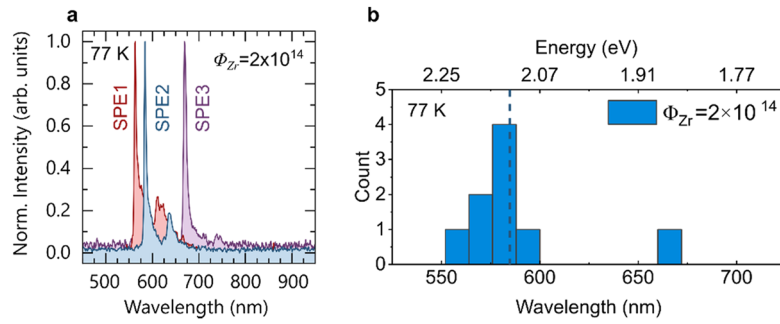 a
77 K
Φ_Zr=2x10^14
SPE1
SPE2
SPE3
Norm. Intensity (arb. units)
1.0
0.8
0.6
0.4
0.2
0.0
500 600 700 800 900
Wavelength (nm)
b
Energy (eV)
2.25 2.07 1.91 1.77
77 K
Φ_Zr=2×10^14
Count
5
4
3
2
1
0
550 600 650 700
Wavelength (nm)